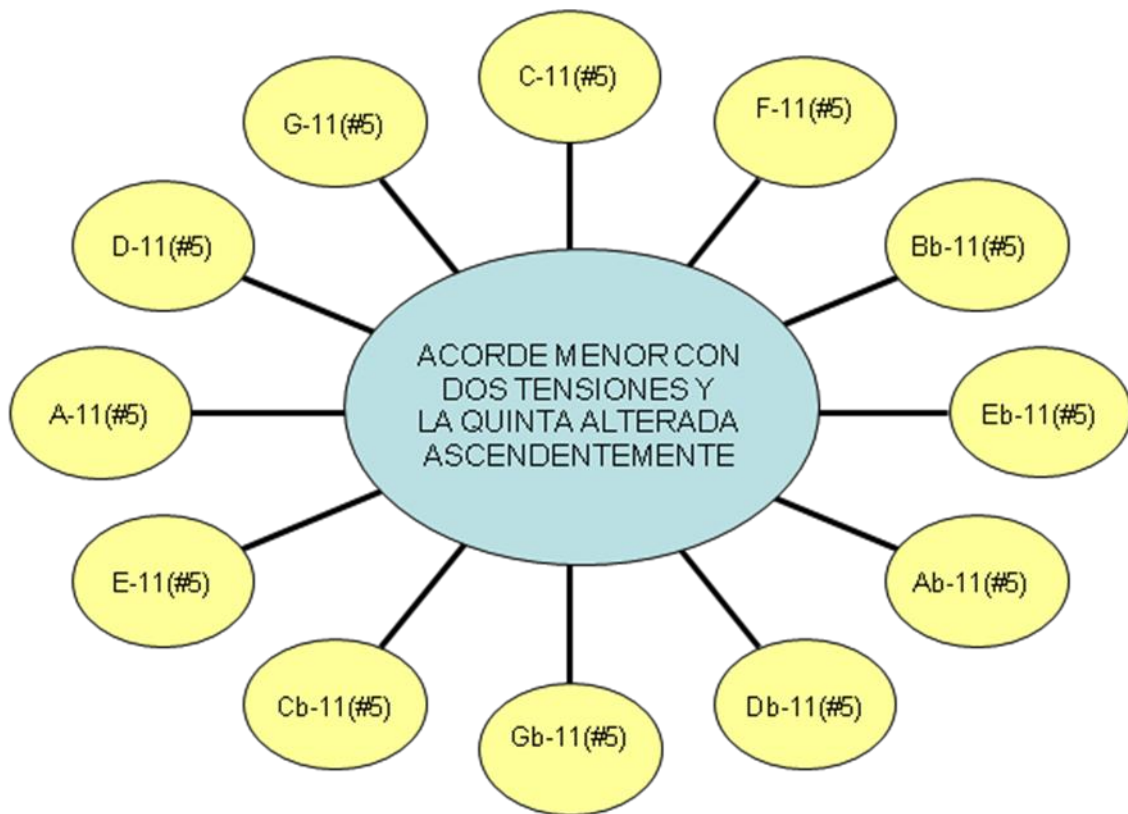 C-11(#5)
F-11(#5)
Bb-11(#5)
Eb-11(#5)
Ab-11(#5)
Db-11(#5)
Gb-11(#5)
Cb-11(#5)
E-11(#5)
A-11(#5)
D-11(#5)
G-11(#5)
ACORDE MENOR CON
DOS TENSIONES Y
LA QUINTA ALTERADA
ASCENDENTEMENTE